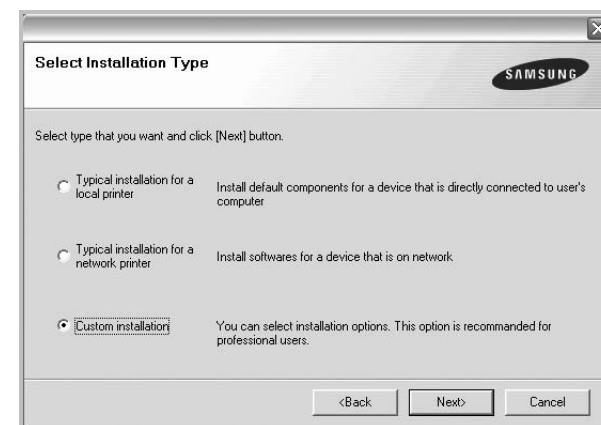 Select Installation Type
SAMSUNG
Select type that you want and click [Next] button.
Typical installation for a
local printer
Install default components for a device that is directly connected to user's
computer
Typical installation for a
network printer
Install softwares for a device that is on network
Custom installation
You can select installation options. This option is recommanded for
professional users.
<Back
Next>
Cancel